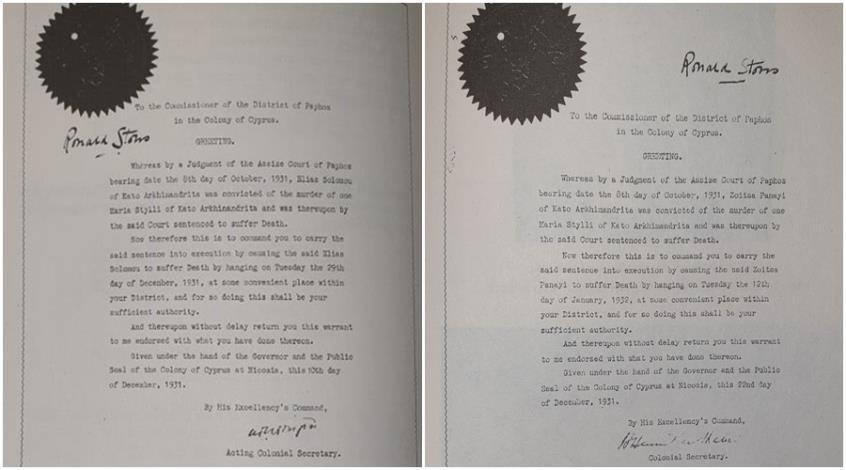 To the Commissioner of the District of Paphos
in the Colony of Cyprus.
Ronald Storrs
GREETING.
Whereas by a Judgment of the Assize Court of Paphos
bearing date the 8th day of October, 1931, Elias Solomou
of Kato Arkhimandrita was convicted of the murder of one
Maria Stylli of Kato Arkhimandrita and was thereupon by
the said Court sentenced to suffer Death.
Now therefore this is to command you to carry the
said sentence into execution by causing the said Elias
Solomou to suffer Death by hanging on Tuesday the 29th
day of December, 1931, at some convenient place within
your District, and for so doing this shall be your
sufficient authority.
And thereupon without delay return you this warrant
to me endorsed with what you have done thereon.
Given under the hand of the Governor and the Public
Seal of the Colony of Cyprus at Nicosia, this 10th day
of December, 1931.
By His Excellency's Command,
Acting Colonial Secretary.
Ronald Storrs
To the Commissioner of the District of Paphos
in the Colony of Cyprus.
GREETING.
Whereas by a Judgment of the Assize Court of Paphos
bearing date the 8th day of October, 1931, Zoitsa Panayi
of Kato Arkhimandrita was convicted of the murder of one
Maria Stylli of Kato Arkhimandrita and was thereupon by
the said Court sentenced to suffer Death.
Now therefore this is to command you to carry the
said sentence into execution by causing the said Zoitsa
Panayi to suffer Death by hanging on Tuesday the 12th
day of January, 1932, at some convenient place within
your District, and for so doing this shall be your
sufficient authority.
And thereupon without delay return you this warrant
to me endorsed with what you have done thereon.
Given under the hand of the Governor and the Public
Seal of the Colony of Cyprus at Nicosia, this 22nd day
of December, 1931.
By His Excellency's Command,
Colonial Secretary.